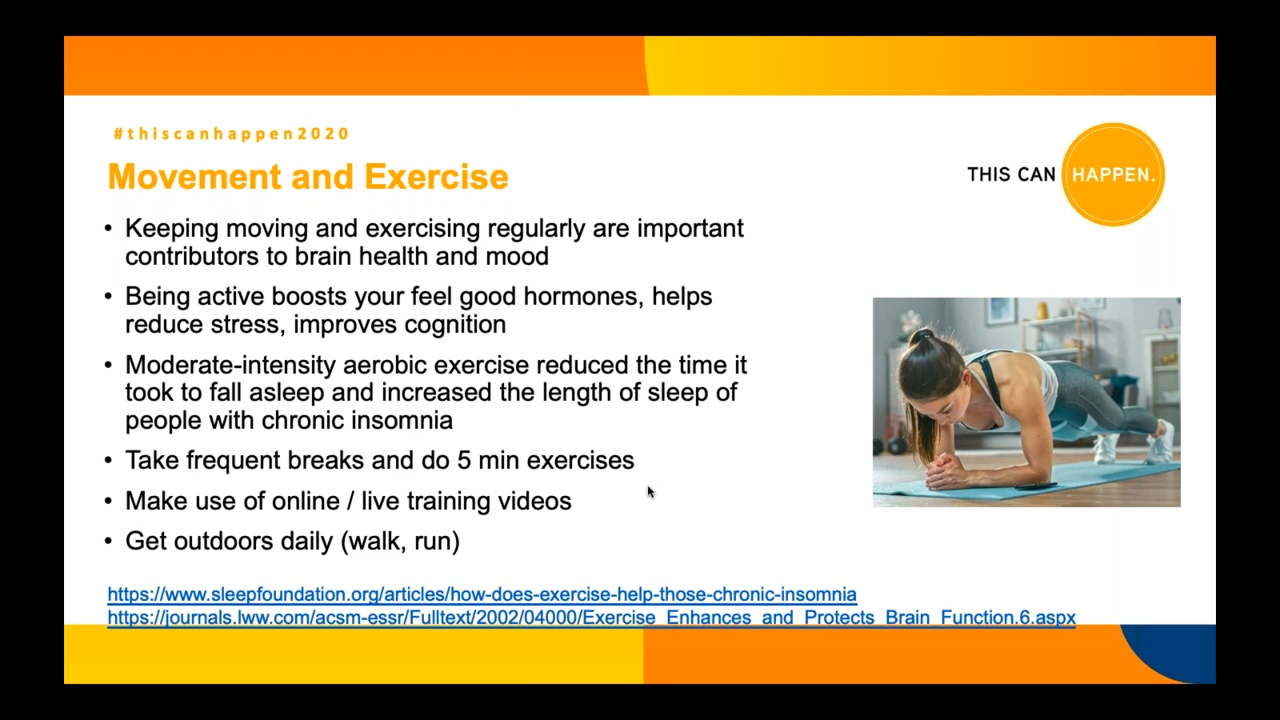 #thiscanhappen2020
Movement and Exercise
THIS CAN HAPPEN.
• Keeping moving and exercising regularly are important
contributors to brain health and mood
• Being active boosts your feel good hormones, helps
reduce stress, improves cognition
• Moderate-intensity aerobic exercise reduced the time it
took to fall asleep and increased the length of sleep of
people with chronic insomnia
• Take frequent breaks and do 5 min exercises
• Make use of online / live training videos
• Get outdoors daily (walk, run)
https://www.sleepfoundation.org/articles/how-does-exercise-help-those-chronic-insomnia
https://journals.lww.com/acsm-essr/Fulltext/2002/04000/Exercise_Enhances_and_Protects_Brain_Function.6.aspx